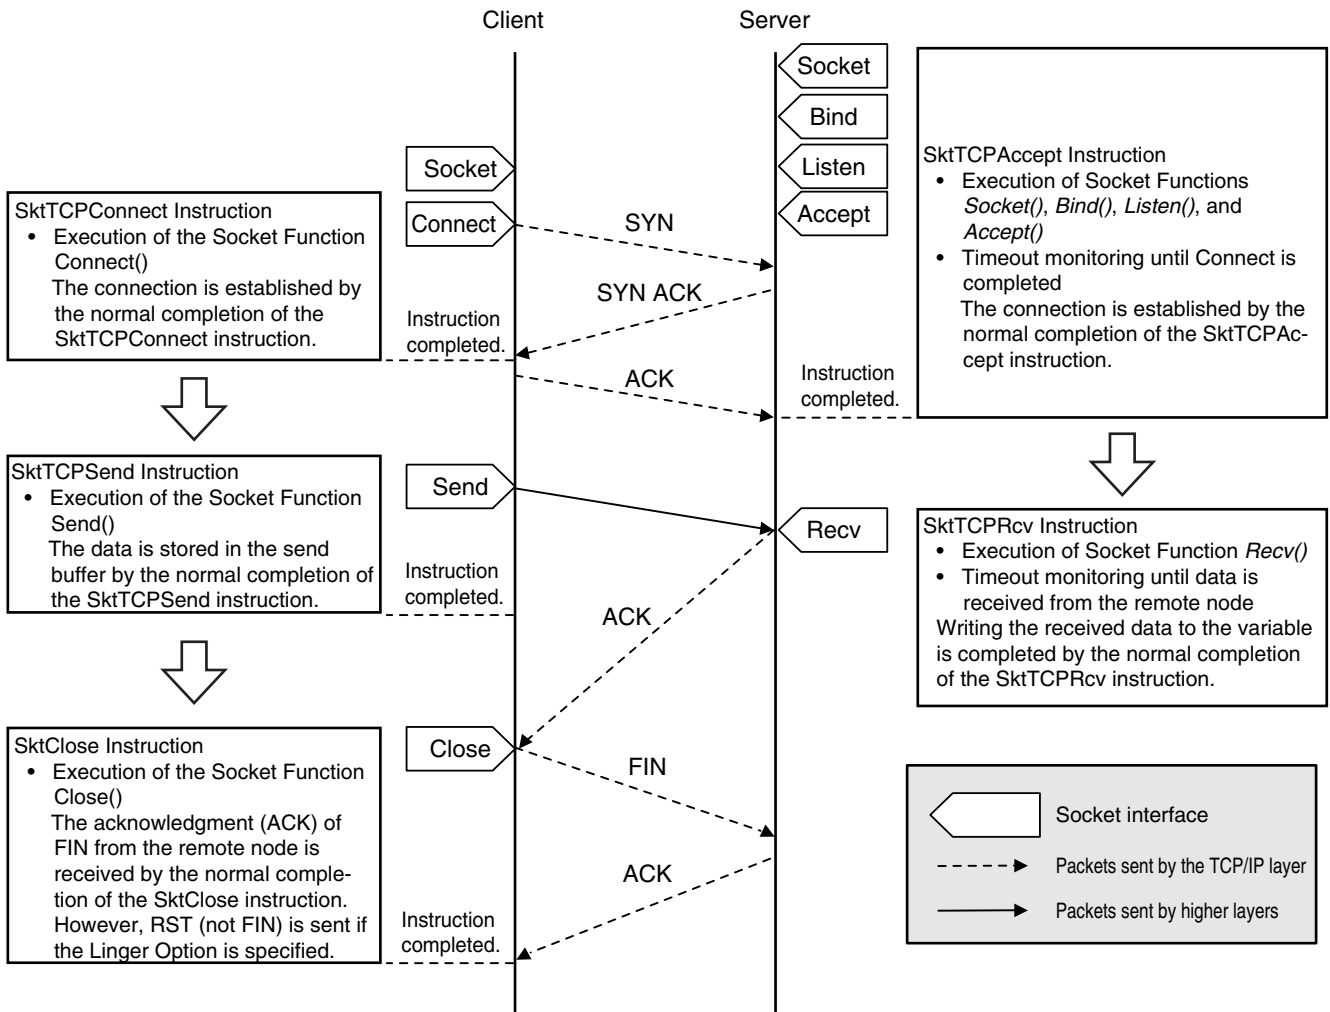 Client
Server
Socket
Bind
Listen
Accept
Socket
Connect
SYN
SYN ACK
Instruction
completed.
ACK
Instruction
completed.
SktTCPConnect Instruction
• Execution of the Socket Function
Connect()
The connection is established by
the normal completion of the
SktTCPConnect instruction.
SktTCPAccept Instruction
• Execution of Socket Functions
Socket(), Bind(), Listen(), and
Accept()
• Timeout monitoring until Connect is
completed
The connection is established by the
normal completion of the SktTCPAc-
cept instruction.
SktTCPSend Instruction
• Execution of the Socket Function
Send()
The data is stored in the send
buffer by the normal completion of
the SktTCPSend instruction.
Send
Recv
Instruction
completed.
ACK
SktTCPRcv Instruction
• Execution of Socket Function Recv()
• Timeout monitoring until data is
received from the remote node
Writing the received data to the variable
is completed by the normal completion
of the SktTCPRcv instruction.
SktClose Instruction
• Execution of the Socket Function
Close()
The acknowledgment (ACK) of
FIN from the remote node is
received by the normal comple-
tion of the SktClose instruction.
However, RST (not FIN) is sent if
the Linger Option is specified.
Close
FIN
ACK
Instruction
completed.
Socket interface
Packets sent by the TCP/IP layer
Packets sent by higher layers